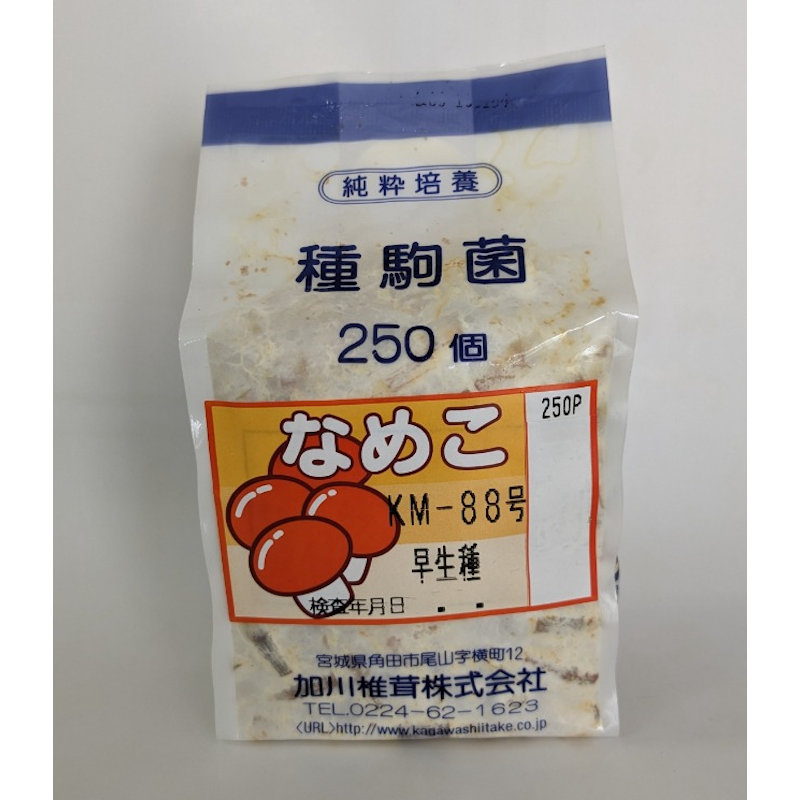 純粋培養
種駒菌
250個
なめこ
250P
KM-88号
早生種
検査年月日 . .
宮城県角田市尾山字横町12
加川椎茸株式会社
TEL.0224-62-1623
〈URL〉http://www.kagawashiitake.co.jp